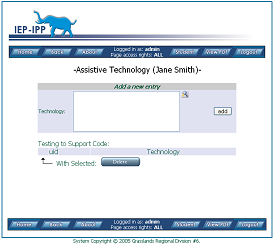 IEP-IPP
Home Back About Logged in as: admin Student View PDF Logout
Page access rights: ALL
-Assistive Technology (Jane Smith)-
Add a new entry
Technology: add
Testing to Support Code:
uid Technology
With Selected: Delete
Home Back About Logged in as: admin Student View PDF Logout
Page access rights: ALL
System Copyright © 2005 Grasslands Regional Division #6.